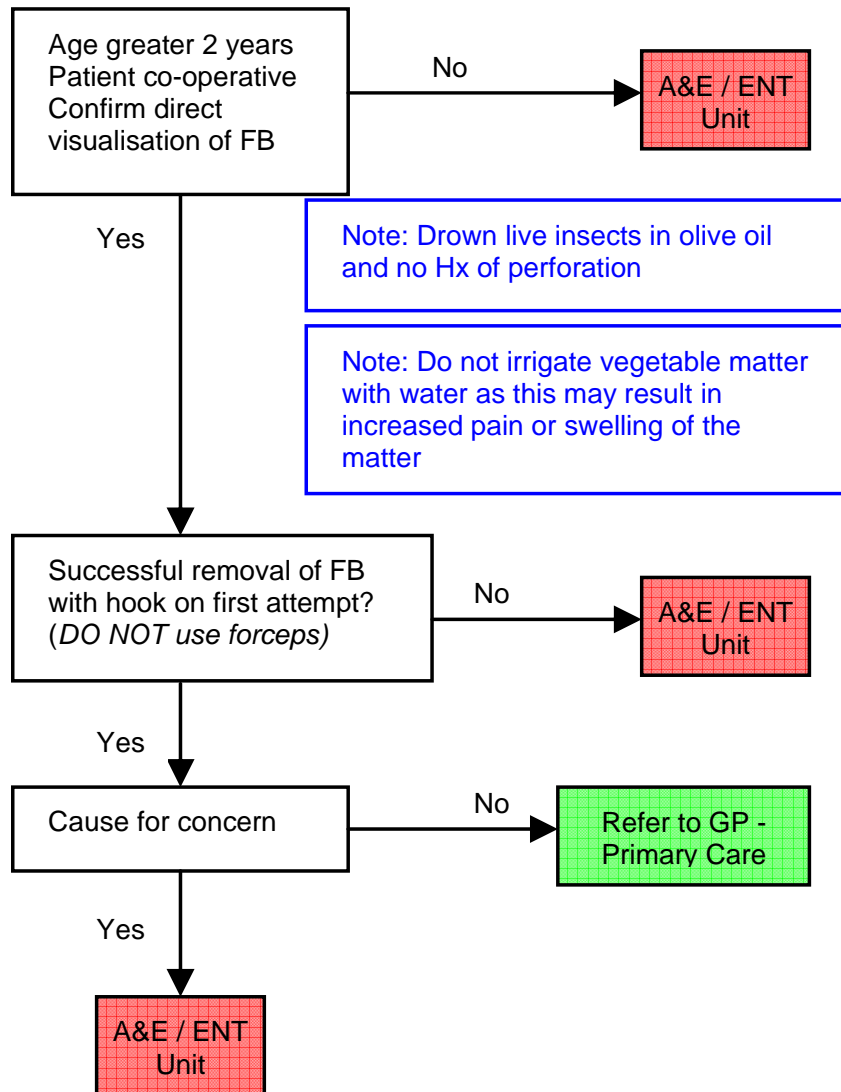 Age greater 2 years
Patient co-operative
Confirm direct
visualisation of FB
No
A&E / ENT
Unit
Yes
Note: Drown live insects in olive oil
and no Hx of perforation
Note: Do not irrigate vegetable matter
with water as this may result in
increased pain or swelling of the
matter
Successful removal of FB
with hook on first attempt?
(DO NOT use forceps)
No
A&E / ENT
Unit
Yes
Cause for concern
No
Refer to GP -
Primary Care
Yes
A&E / ENT
Unit